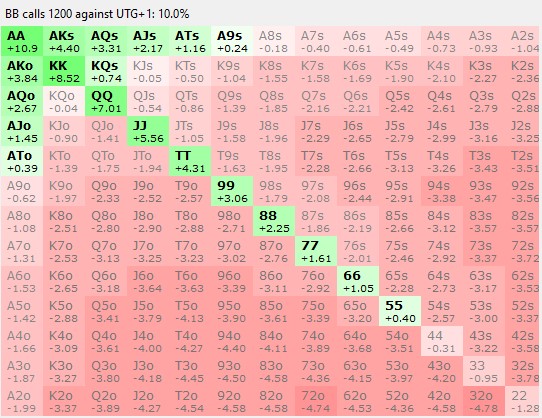 BB calls 1200 against UTG+1: 10.0%
AA AKs AQs AJs ATs A9s A8s A7s A6s A5s A4s A3s A2s
+10.9 +4.40 +3.31 +2.17 +1.16 +0.24 -0.18 -0.40 -0.61 -0.49 -0.73 -0.93 -1.04
AKo KK KQs KJs KTs K9s K8s K7s K6s K5s K4s K3s K2s
+3.84 +8.52 +0.74 -0.05 -0.50 -1.04 -1.55 -1.58 -1.69 -1.90 -2.10 -2.27 -2.36
AQo KQo QQ QJs QTs Q9s Q8s Q7s Q6s Q5s Q4s Q3s Q2s
+2.67 -0.04 +7.01 -0.54 -0.86 -1.39 -1.85 -2.16 -2.21 -2.42 -2.61 -2.79 -2.88
AJo KJo QJo JJ JTs J9s J8s J7s J6s J5s J4s J3s J2s
+1.45 -0.90 -1.41 +5.56 -1.05 -1.58 -1.96 -2.29 -2.65 -2.79 -2.99 -3.16 -3.25
ATo KTo QTo JTo TT T9s T8s T7s T6s T5s T4s T3s T2s
+0.39 -1.39 -1.75 -1.94 +4.31 -1.63 -1.95 -2.28 -2.66 -3.13 -3.26 -3.43 -3.51
A9o K9o Q9o J9o T9o 99 98s 97s 96s 95s 94s 93s 92s
-0.62 -1.97 -2.33 -2.52 -2.57 +3.06 -1.79 -2.08 -2.44 -2.91 -3.38 -3.47 -3.56
A8o K8o Q8o J8o T8o 98o 88 87s 86s 85s 84s 83s 82s
-1.08 -2.51 -2.80 -2.90 -2.88 -2.71 +2.25 -1.86 -2.19 -2.66 -3.12 -3.57 -3.57
A7o K7o Q7o J7o T7o 97o 87o 77 76s 75s 74s 73s 72s
-1.31 -2.53 -3.13 -3.25 -3.23 -3.02 -2.76 +1.61 -2.01 -2.46 -2.92 -3.37 -3.72
A6o K6o Q6o J6o T6o 96o 86o 76o 66 65s 64s 63s 62s
-1.53 -2.65 -3.18 -3.64 -3.63 -3.39 -3.11 -2.92 +1.05 -2.28 -2.73 -3.17 -3.53
A5o K5o Q5o J5o T5o 95o 85o 75o 65o 55 54s 53s 52s
-1.42 -2.88 -3.41 -3.79 -4.13 -3.90 -3.61 -3.39 -3.20 +0.40 -2.57 -3.00 -3.37
A4o K4o Q4o J4o T4o 94o 84o 74o 64o 54o 44 43s 42s
-1.66 -3.09 -3.61 -4.00 -4.27 -4.40 -4.11 -3.89 -3.68 -3.51 -0.31 -3.22 -3.58
A3o K3o Q3o J3o T3o 93o 83o 73o 63o 53o 43o 33 32s
-1.87 -3.27 -3.80 -4.18 -4.45 -4.50 -4.58 -4.36 -4.15 -3.97 -4.20 -0.95 -3.78
A2o K2o Q2o J2o T2o 92o 82o 72o 62o 52o 42o 32o 22
-1.99 -3.37 -3.89 -4.27 -4.54 -4.58 -4.58 -4.74 -4.53 -4.36 -4.58 -4.78 -1.28